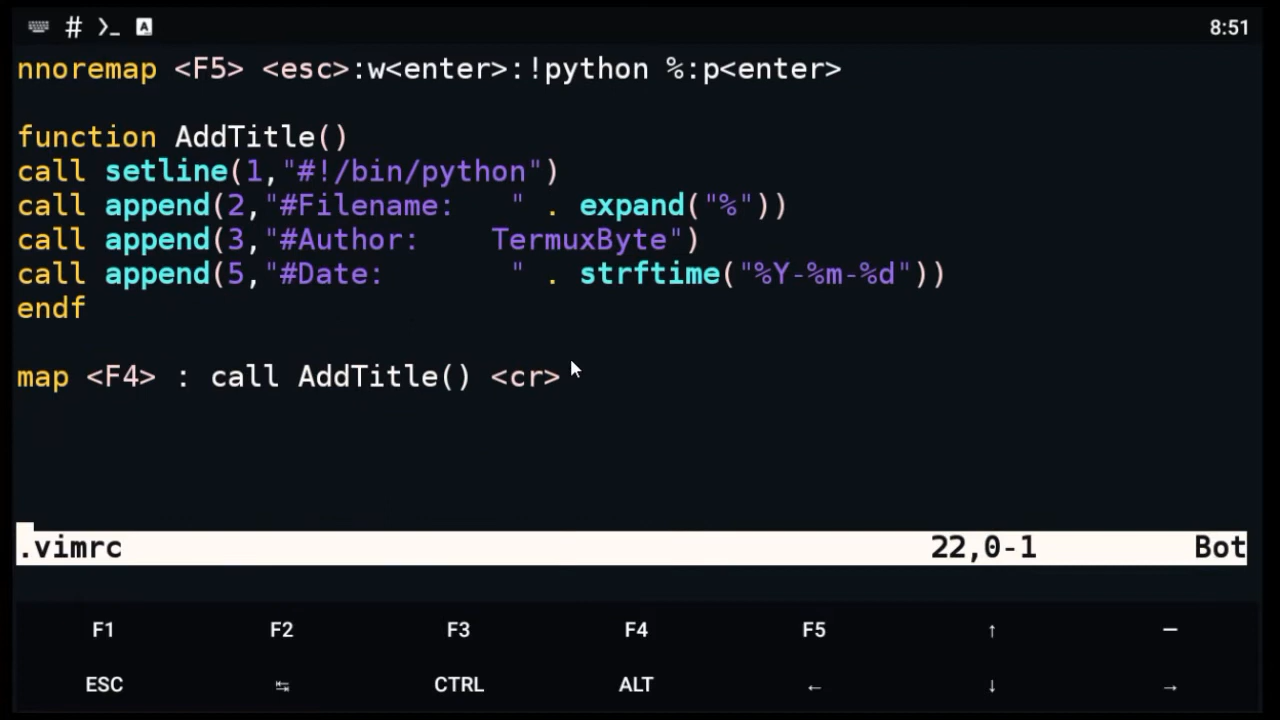 # >_ A 8:51
nnoremap <F5> <esc>:w<enter>:!python %:p<enter>
function AddTitle()
call setline(1,"#!/bin/python")
call append(2,"#Filename:   " . expand("%"))
call append(3,"#Author:    TermuxByte")
call append(5,"#Date:       " . strftime("%Y-%m-%d"))
endf
map <F4> : call AddTitle() <cr>
.vimrc 22,0-1 Bot
F1 F2 F3 F4 F5 ↑ —
ESC ↹ CTRL ALT ← ↓ →